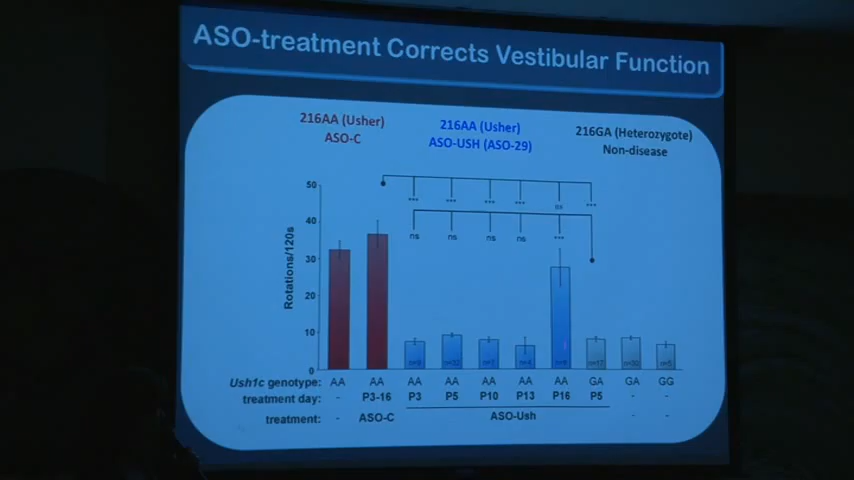 ASO-treatment Corrects Vestibular Function
216AA (Usher)
ASO-C
216AA (Usher)
ASO-USH (ASO-29)
216GA (Heterozygote)
Non-disease
Rotations/120s
50
40
30
20
10
0
*** *** *** *** ns ***
ns ns ns ns ***
Ush1c genotype: AA AA AA AA AA AA AA GA GA GG
treatment day: - P3-16 P3 P5 P10 P13 P16 P5 - -
treatment: - ASO-C ASO-Ush - -